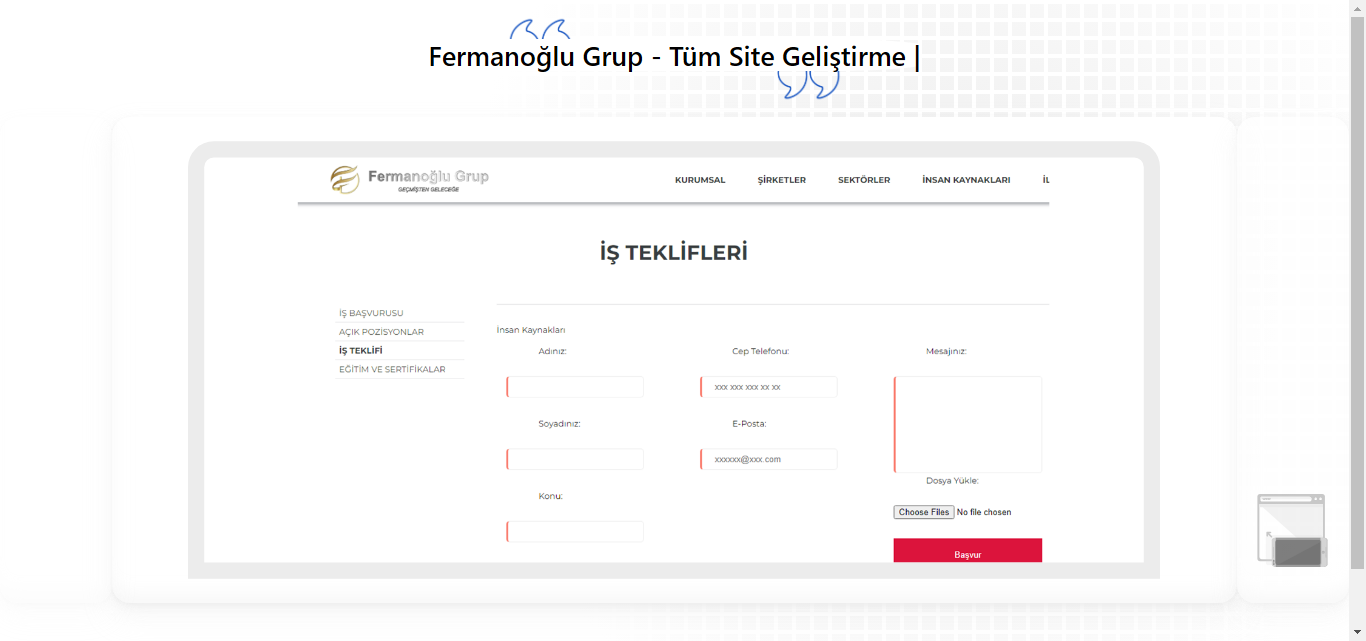 Fermanoğlu Grup - Tüm Site Geliştirme |
Fermanoğlu Grup
GEÇMİŞTEN GELECEĞE
KURUMSAL ŞİRKETLER SEKTÖRLER İNSAN KAYNAKLARI
İŞ TEKLİFLERİ
İŞ BAŞVURUSU
AÇIK POZİSYONLAR
İŞ TEKLİFİ
EĞİTİM VE SERTİFİKALAR
İnsan Kaynakları
Adınız: Cep Telefonu: Mesajınız:
xxx xxx xxx xx xx
Soyadınız: E-Posta:
xxxxxx@xxx.com
Dosya Yükle:
Konu:
Choose Files No file chosen
Başvur